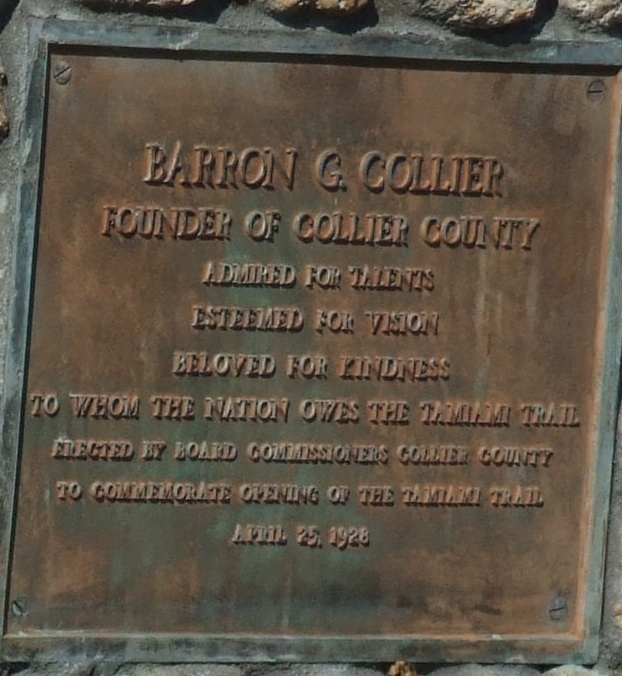 BARRON G. COLLIER
FOUNDER OF COLLIER COUNTY
ADMIRED FOR TALENTS
ESTEEMED FOR VISION
BELOVED FOR KINDNESS
TO WHOM THE NATION OWES THE TAMIAMI TRAIL
ERECTED BY BOARD COMMISSIONERS COLLIER COUNTY
TO COMMEMORATE OPENING OF THE TAMIAMI TRAIL
APRIL 25, 1928